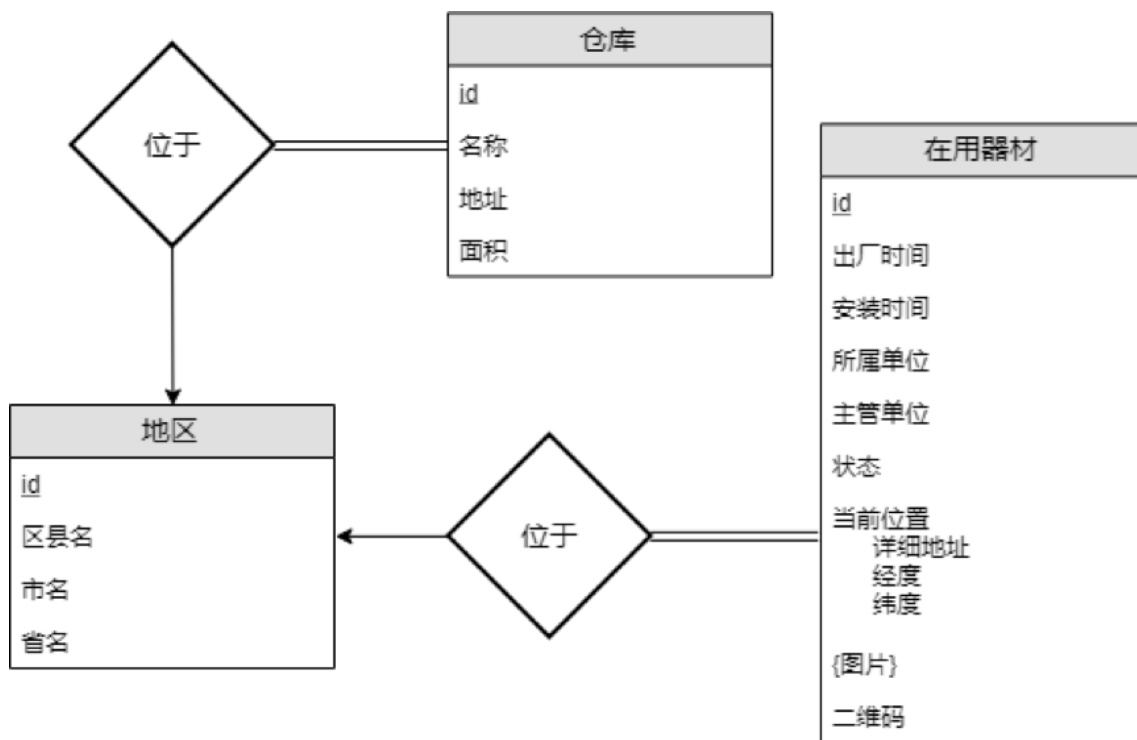 仓库
id
名称
地址
面积
位于
在用器材
id
出厂时间
安装时间
所属单位
主管单位
状态
当前位置
详细地址
经度
纬度
{图片}
二维码
地区
id
区县名
市名
省名
位于